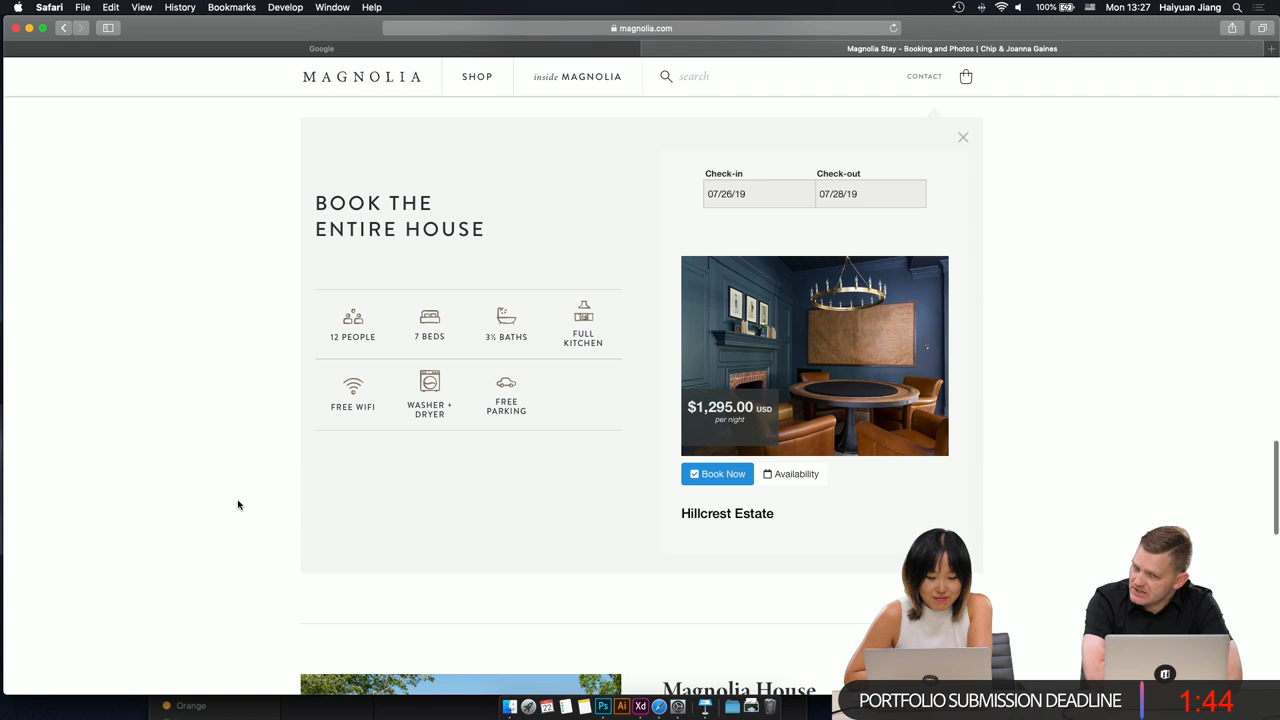 Safari File Edit View History Bookmarks Develop Window Help
100% Mon 13:27 Haiyuan Jiang
magnolia.com
Google
Magnolia Stay - Booking and Photos | Chip & Joanna Gaines
MAGNOLIA SHOP inside MAGNOLIA search CONTACT
BOOK THE
ENTIRE HOUSE
12 PEOPLE
7 BEDS
3½ BATHS
FULL
KITCHEN
FREE WIFI
WASHER +
DRYER
FREE
PARKING
Check-in Check-out
07/26/19 07/28/19
$1,295.00 USD
per night
Book Now Availability
Hillcrest Estate
Magnolia House
Orange
Ps Ai Xd
PORTFOLIO SUBMISSION DEADLINE 1:44